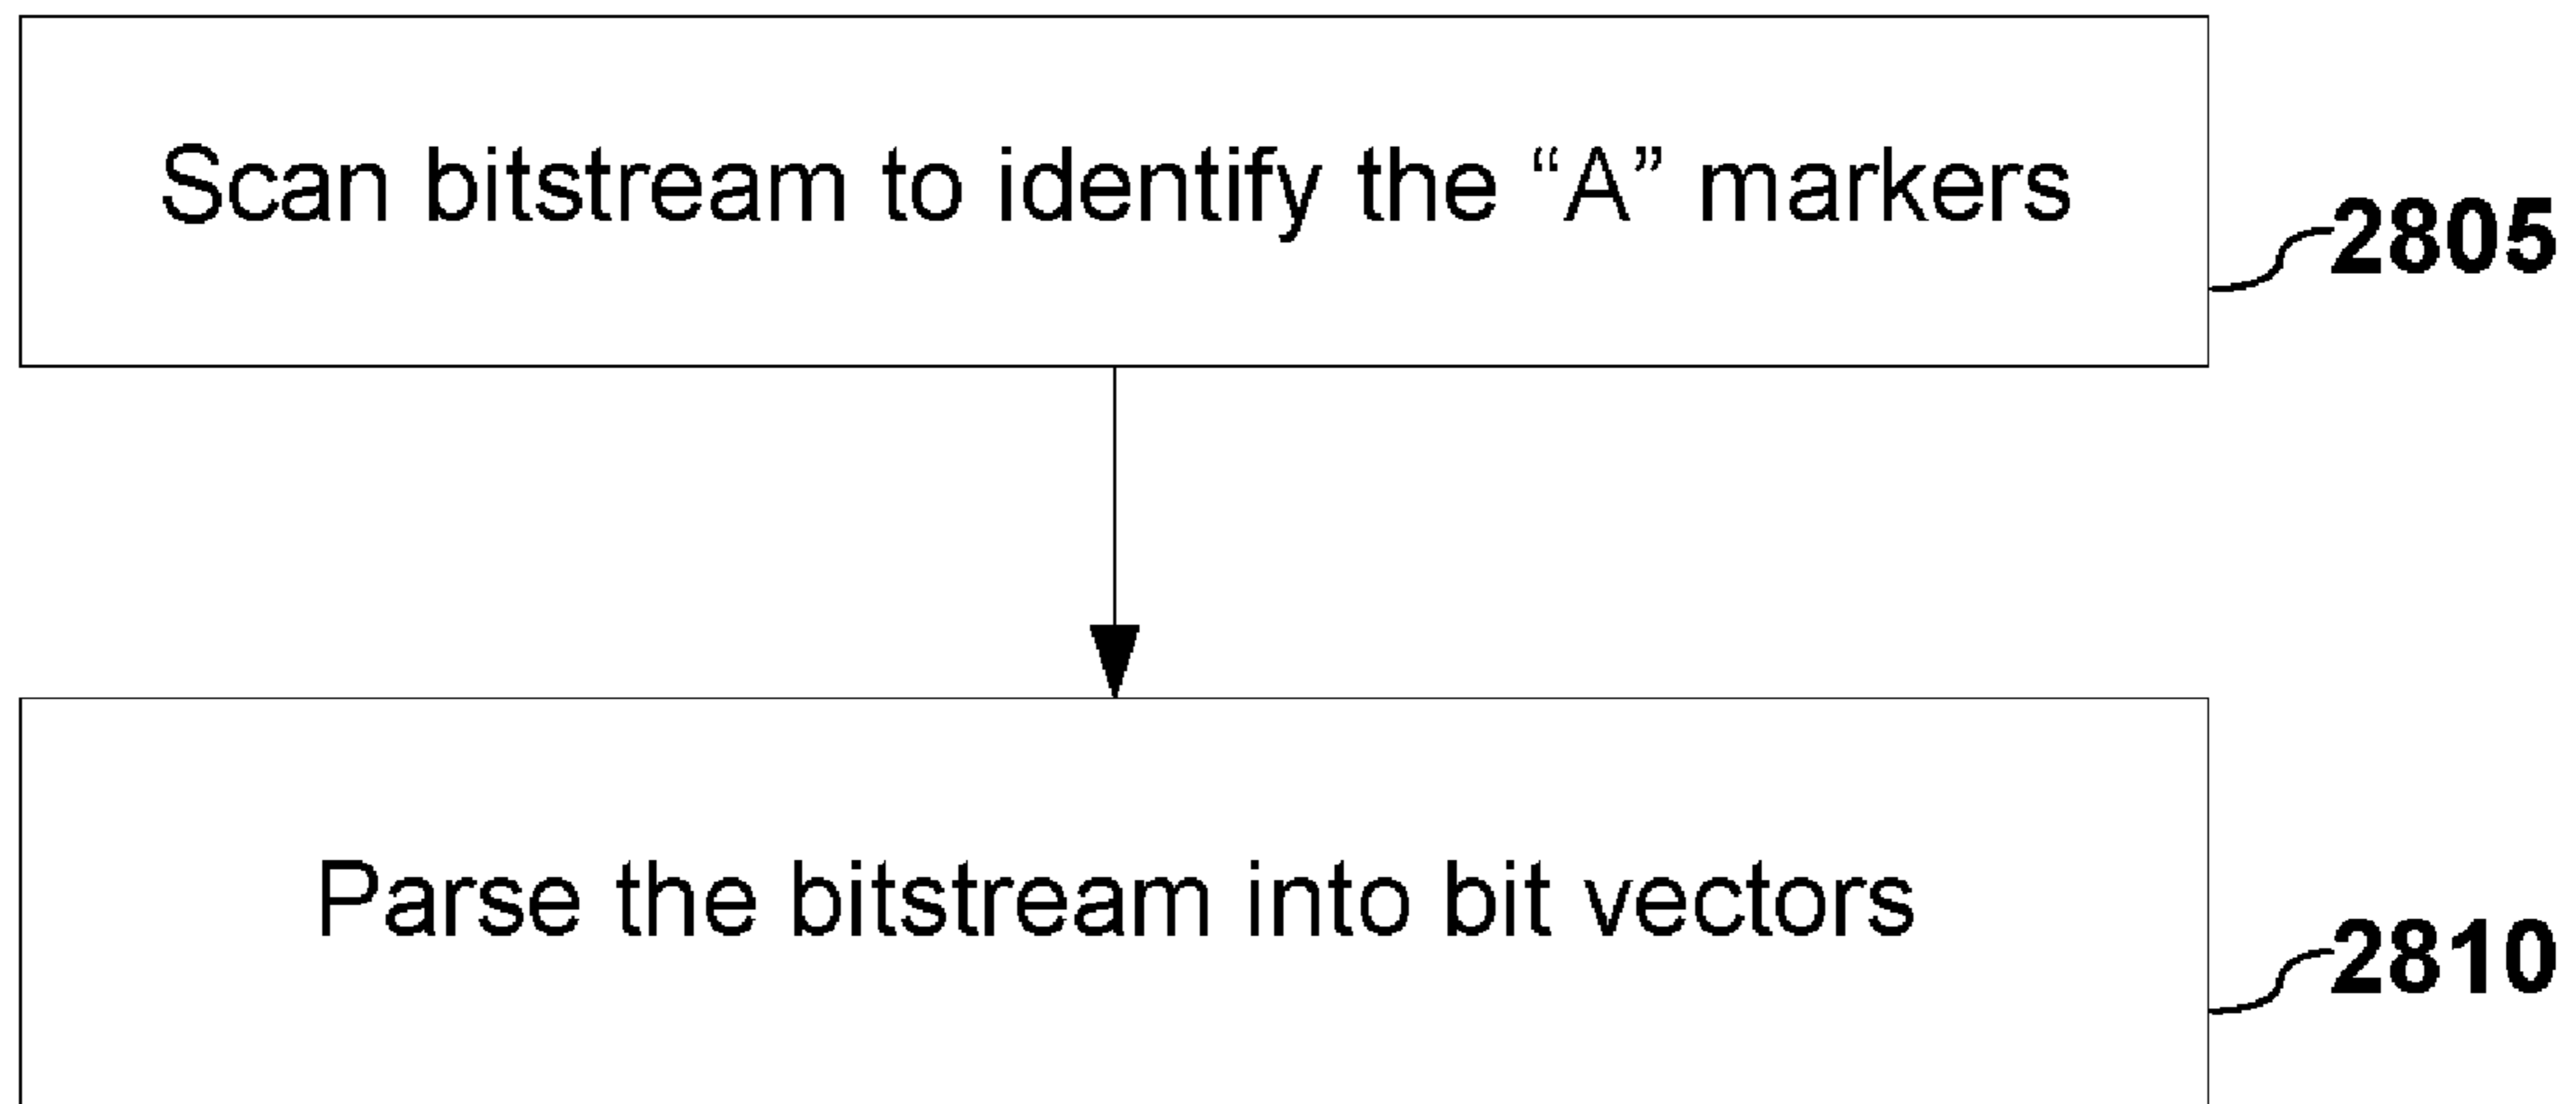 Scan bitstream to identify the “A” markers
2805
Parse the bitstream into bit vectors
2810